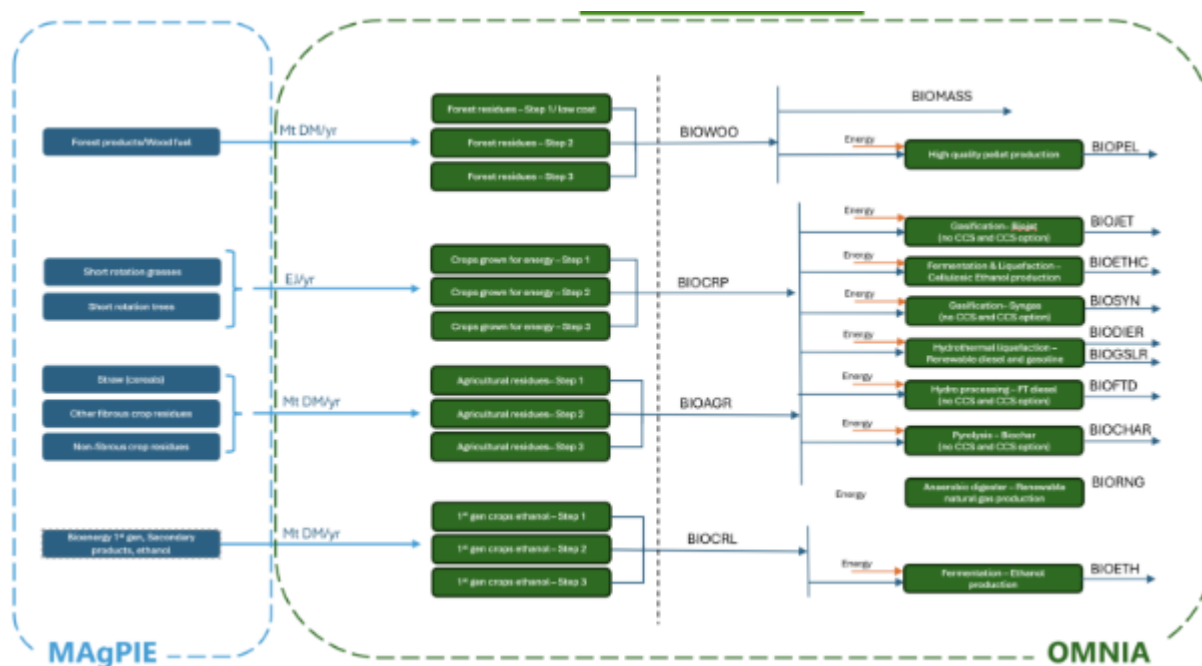 Forest products/Wood fuel
Mt DM/yr
Forest residues – Step 1/ low cost
Forest residues – Step 2
Forest residues – Step 3
BIOWOO
BIOMASS
Energy
High quality pellet production
BIOPEL
Short rotation grasses
Short rotation trees
EJ/yr
Crops grown for energy – Step 1
Crops grown for energy – Step 2
Crops grown for energy – Step 3
BIOCRP
Straw (cereals)
Other fibrous crop residues
Non-fibrous crop residues
Mt DM/yr
Agricultural residues– Step 1
Agricultural residues– Step 2
Agricultural residues– Step 3
BIOAGR
Energy
Gasification– Biojet
(no CCS and CCS option)
BIOJET
Energy
Fermentation & Liquefaction –
Cellulosic Ethanol production
BIOETHC
Energy
Gasification– Syngas
(no CCS and CCS option)
BIOSYN
Energy
Hydrothermal liquefaction –
Renewable diesel and gasoline
BIODIER
BIOGSLR
Energy
Hydro processing – FT diesel
(no CCS and CCS option)
BIOFTD
Energy
Pyrolysis – Biochar
(no CCS and CCS option)
BIOCHAR
Energy
Anaerobic digester – Renewable
natural gas production
BIORNG
Bioenergy 1st gen, Secondary
products, ethanol
Mt DM/yr
1st gen crops ethanol – Step 1
1st gen crops ethanol – Step 2
1st gen crops ethanol – Step 3
BIOCRL
Energy
Fermentation – Ethanol
production
BIOETH
MAgPIE
OMNIA